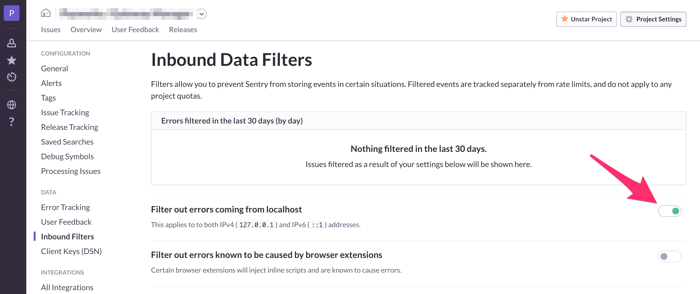 P
Issues Overview User Feedback Releases
Unstar Project Project Settings
CONFIGURATION
General
Alerts
Tags
Issue Tracking
Release Tracking
Saved Searches
Debug Symbols
Processing Issues
DATA
Error Tracking
User Feedback
Inbound Filters
Client Keys (DSN)
INTEGRATIONS
All Integrations
Inbound Data Filters
Filters allow you to prevent Sentry from storing events in certain situations. Filtered events are tracked separately from rate limits, and do not apply to any
project quotas.
Errors filtered in the last 30 days (by day)
Nothing filtered in the last 30 days.
Issues filtered as a result of your settings below will be shown here.
Filter out errors coming from localhost
This applies to to both IPv4 ( 127.0.0.1 ) and IPv6 ( ::1 ) addresses.
Filter out errors known to be caused by browser extensions
Certain browser extensions will inject inline scripts and are known to cause errors.
?